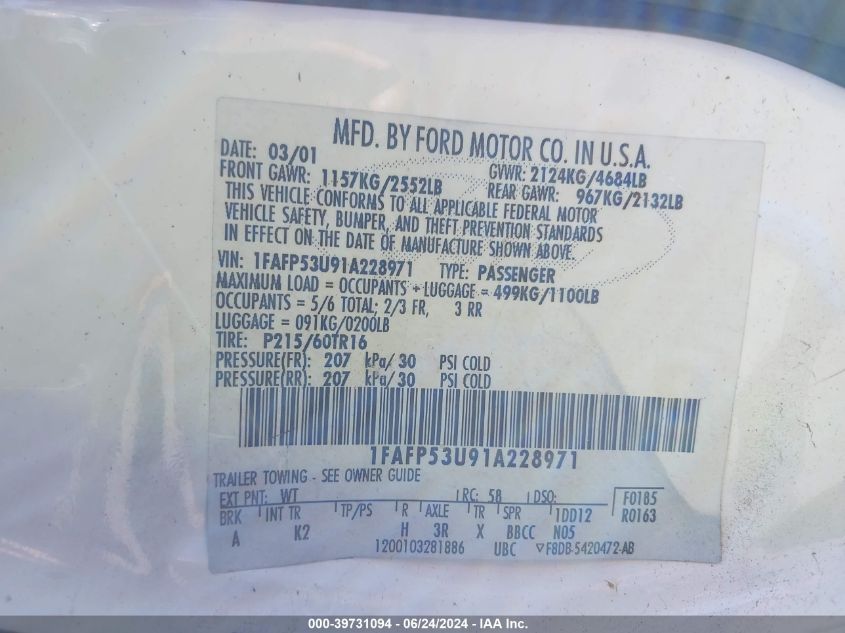 MFD. BY FORD MOTOR CO. IN U.S.A.
DATE: 03/01 GVWR: 2124KG/4684LB
FRONT GAWR: 1157KG/2552LB REAR GAWR: 967KG/2132LB
THIS VEHICLE CONFORMS TO ALL APPLICABLE FEDERAL MOTOR
VEHICLE SAFETY, BUMPER, AND THEFT PREVENTION STANDARDS
IN EFFECT ON THE DATE OF MANUFACTURE SHOWN ABOVE.
VIN: 1FAFP53U91A228971 TYPE: PASSENGER
MAXIMUM LOAD = OCCUPANTS + LUGGAGE = 499KG/1100LB
OCCUPANTS = 5/6 TOTAL; 2/3 FR, 3 RR
LUGGAGE = 091KG/0200LB
TIRE: P215/60TR16
PRESSURE(FR): 207 kPa/ 30 PSI COLD
PRESSURE(RR): 207 kPa/ 30 PSI COLD
1FAFP53U91A228971
TRAILER TOWING - SEE OWNER GUIDE
EXT PNT: WT RC: 58 DSO: F0185
BRK INT TR TP/PS R AXLE TR SPR 1DD12 R0163
A K2 H 3R X BBCC N05
1200103281886 UBC ▽F8DB-5420472-AB
000-39731094 - 06/24/2024 - IAA Inc.